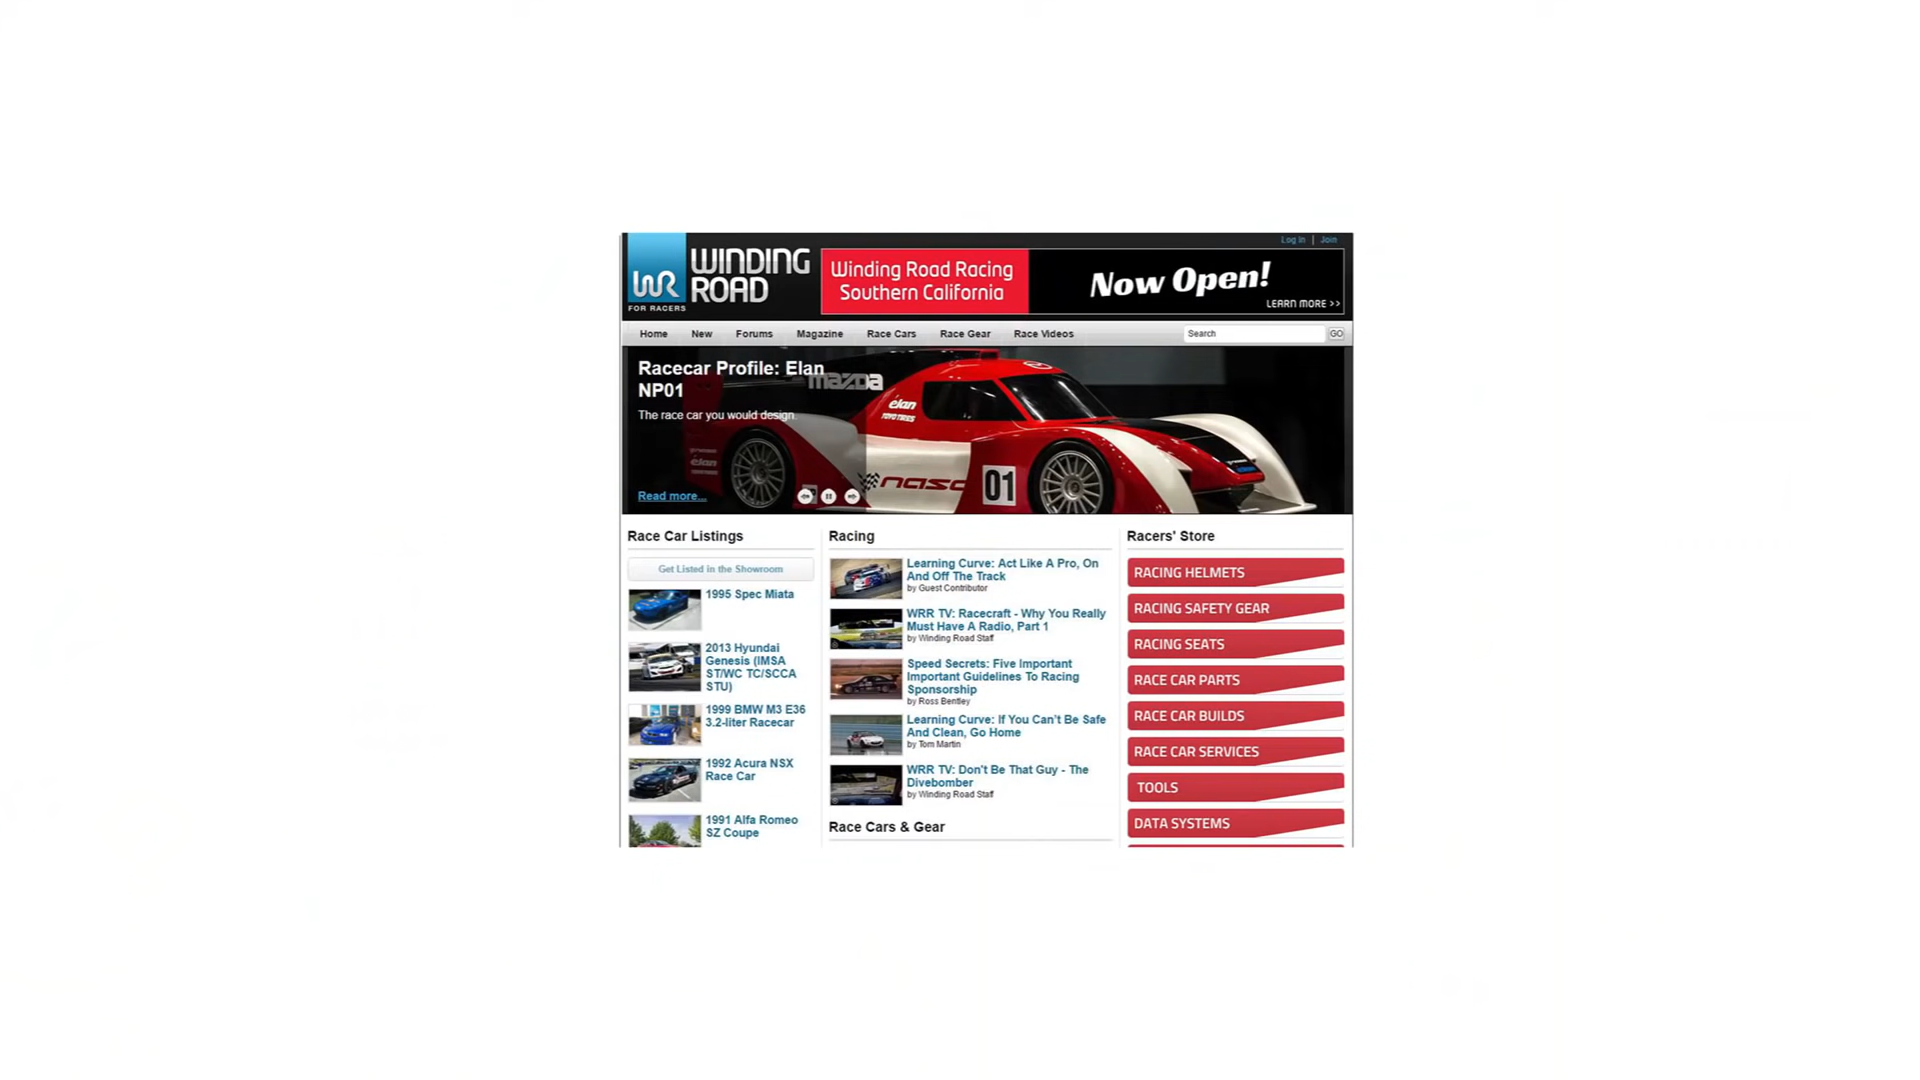 Log In | Join
WR
FOR RACERS
WINDING
ROAD
Winding Road Racing
Southern California
Now Open!
LEARN MORE >>
Home New Forums Magazine Race Cars Race Gear Race Videos
Search GO
Racecar Profile: Elan
NP01
The race car you would design.
Read more...
mazda
élan
TOYO TIRES
élan
nasa
01
Race Car Listings
Get Listed in the Showroom
1995 Spec Miata
2013 Hyundai
Genesis (IMSA
ST/WC TC/SCCA
STU)
1999 BMW M3 E36
3.2-liter Racecar
1992 Acura NSX
Race Car
1991 Alfa Romeo
SZ Coupe
Racing
Learning Curve: Act Like A Pro, On
And Off The Track
by Guest Contributor
WRR TV: Racecraft - Why You Really
Must Have A Radio, Part 1
by Winding Road Staff
Speed Secrets: Five Important
Important Guidelines To Racing
Sponsorship
by Ross Bentley
Learning Curve: If You Can't Be Safe
And Clean, Go Home
by Tom Martin
WRR TV: Don't Be That Guy - The
Divebomber
by Winding Road Staff
Race Cars & Gear
Racers' Store
RACING HELMETS
RACING SAFETY GEAR
RACING SEATS
RACE CAR PARTS
RACE CAR BUILDS
RACE CAR SERVICES
TOOLS
DATA SYSTEMS